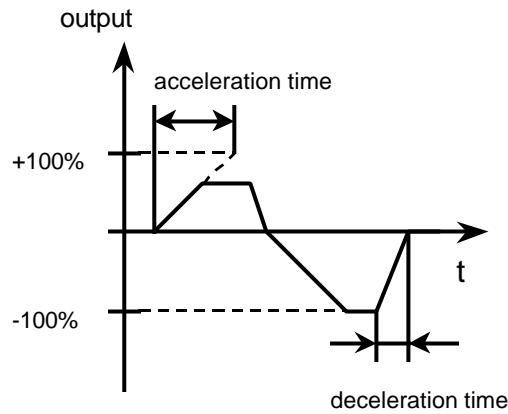 output
acceleration time
+100%
t
-100%
deceleration time